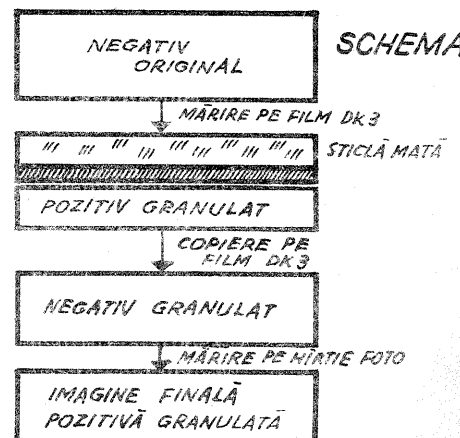 NEGATIV
ORIGINAL
SCHEMA
MĂRIRE PE FILM DK3
STICLĂ MATĂ
POZITIV GRANULAT
COPIERE PE
FILM DK3
NEGATIV GRANULAT
MĂRIRE PE HÎRTIE FOTO
IMAGINE FINALĂ
POZITIVĂ GRANULATĂ